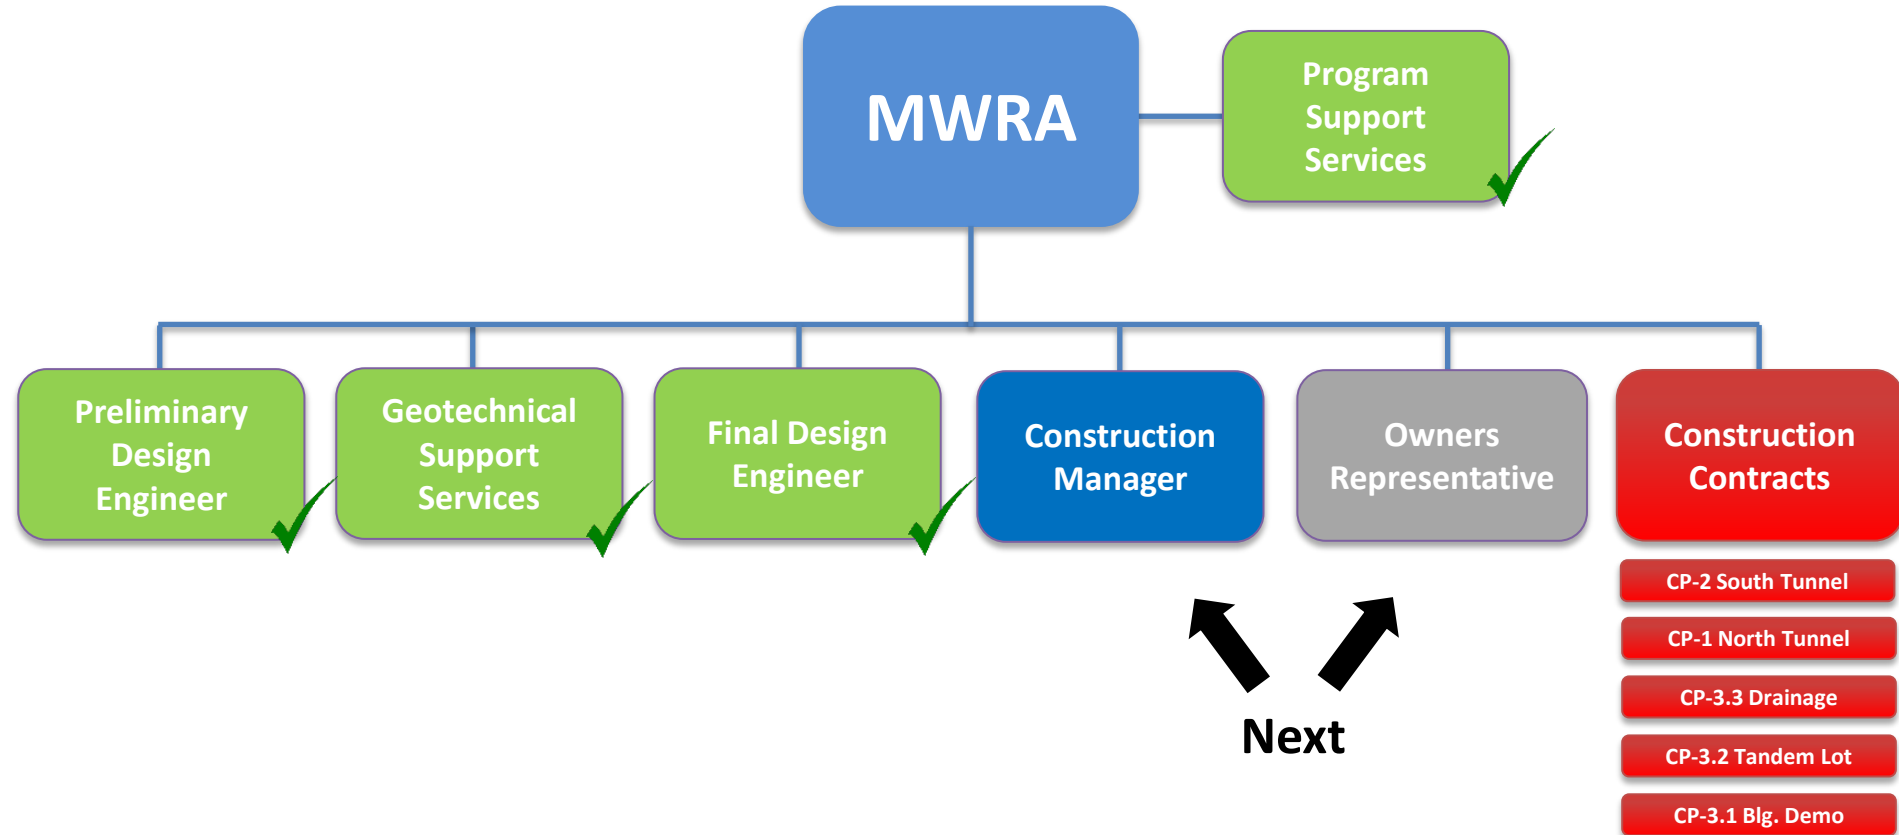 MWRA
Program
Support
Services
Preliminary
Design
Engineer
Geotechnical
Support
Services
Final Design
Engineer
Construction
Manager
Owners
Representative
Construction
Contracts
CP-2 South Tunnel
CP-1 North Tunnel
CP-3.3 Drainage
CP-3.2 Tandem Lot
CP-3.1 Blg. Demo
Next